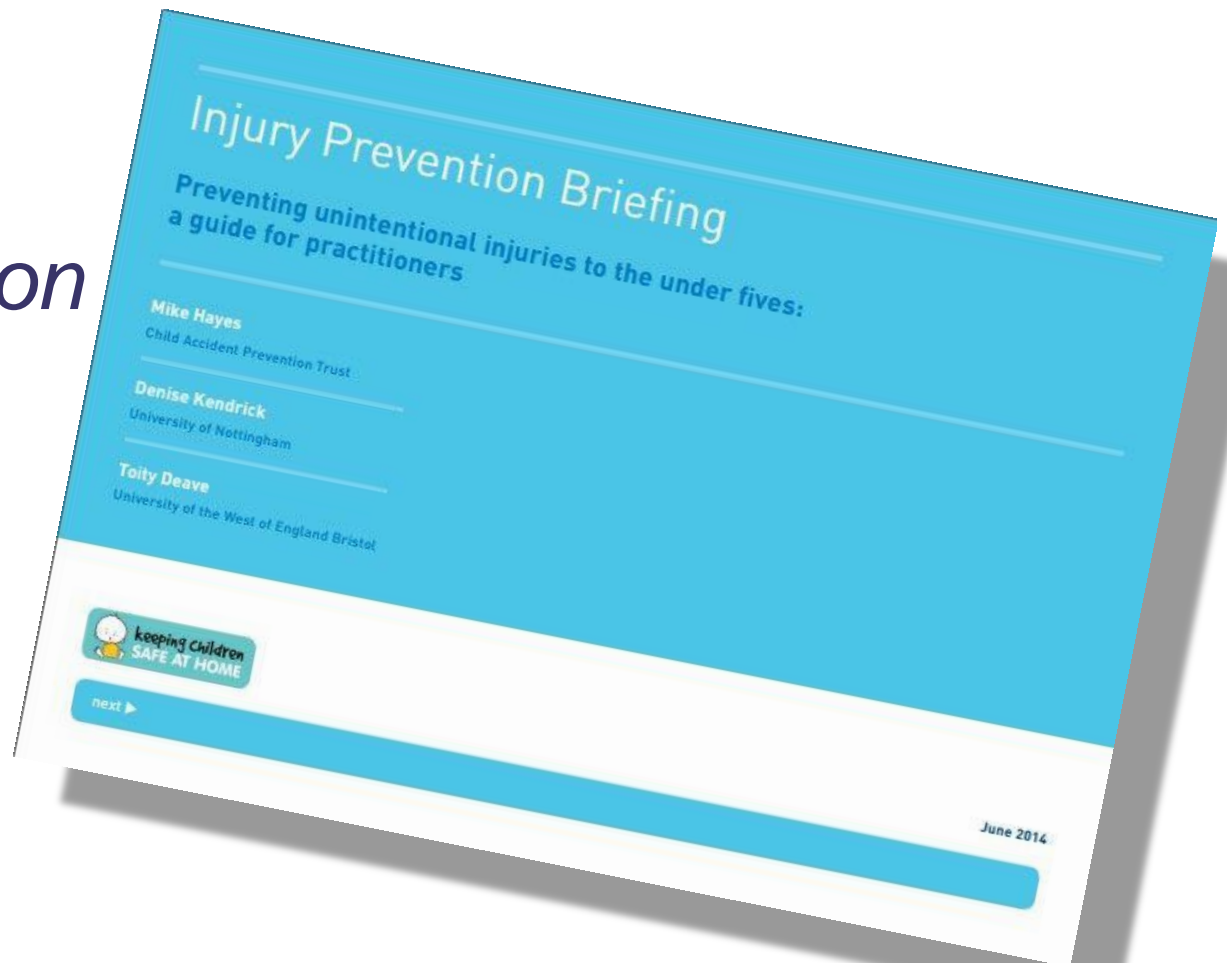 on
Injury Prevention Briefing
Preventing unintentional injuries to the under fives:
a guide for practitioners
Mike Hayes
Child Accident Prevention Trust
Denise Kendrick
University of Nottingham
Toity Deave
University of the West of England Bristol
keeping children
SAFE AT HOME
next ▶
June 2014